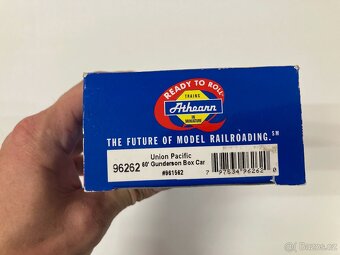 READY TO ROLL
TRAINS
Athearn
IN MINIATURE
THE FUTURE OF MODEL RAILROADING.℠
Union Pacific
96262 60' Gunderson Box Car
#961562
7 97534 96262 0
bazos.cz